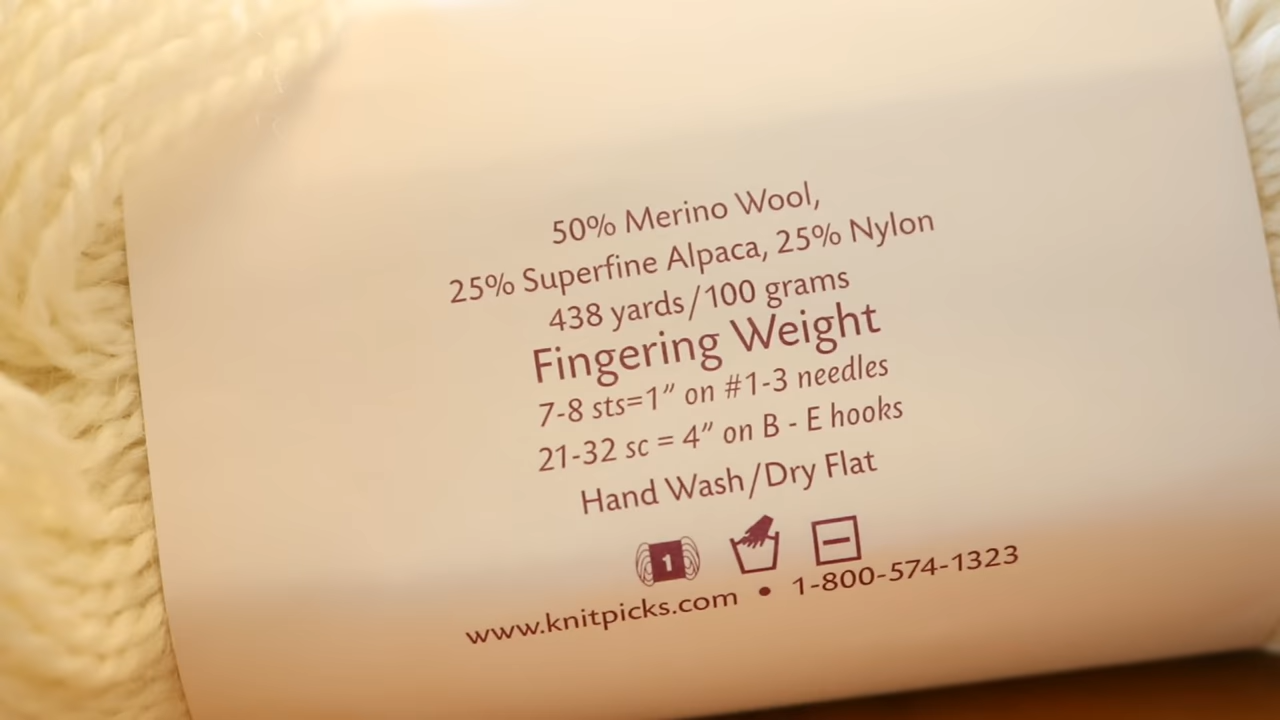 50% Merino Wool,
25% Superfine Alpaca, 25% Nylon
438 yards/100 grams
Fingering Weight
7-8 sts=1" on #1-3 needles
21-32 sc = 4" on B - E hooks
Hand Wash/Dry Flat
1
www.knitpicks.com • 1-800-574-1323